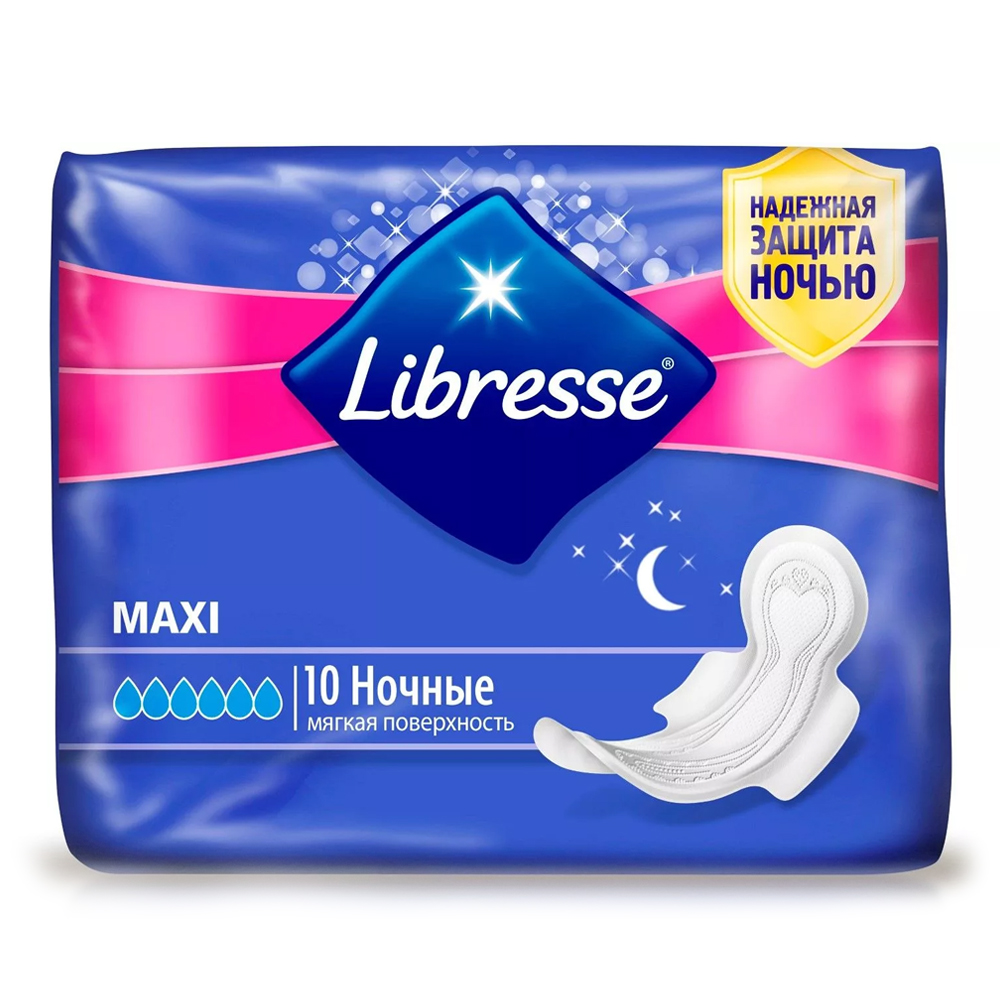 НАДЕЖНАЯ
ЗАЩИТА
НОЧЬЮ
Libresse®
MAXI
10 Ночные
мягкая поверхность